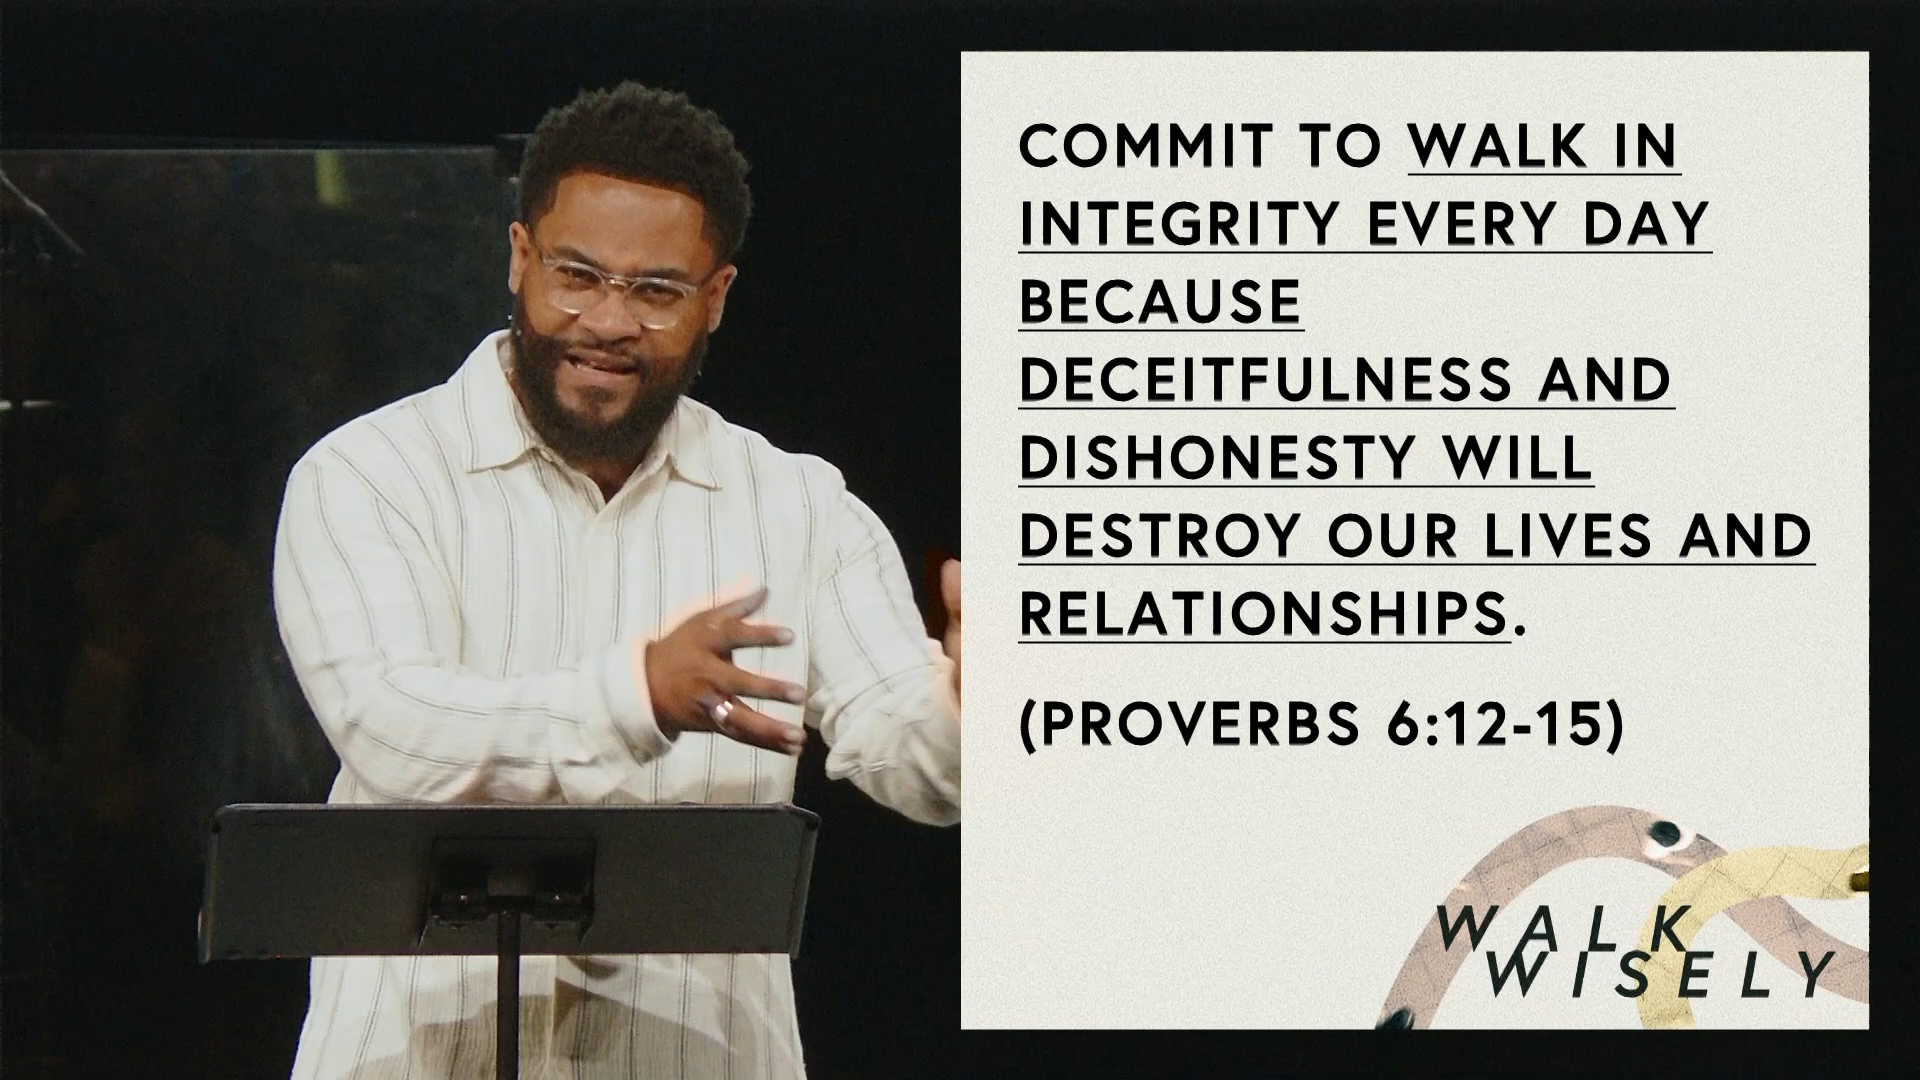 COMMIT TO WALK IN
INTEGRITY EVERY DAY
BECAUSE
DECEITFULNESS AND
DISHONESTY WILL
DESTROY OUR LIVES AND
RELATIONSHIPS.
(PROVERBS 6:12-15)
WALK
WISELY